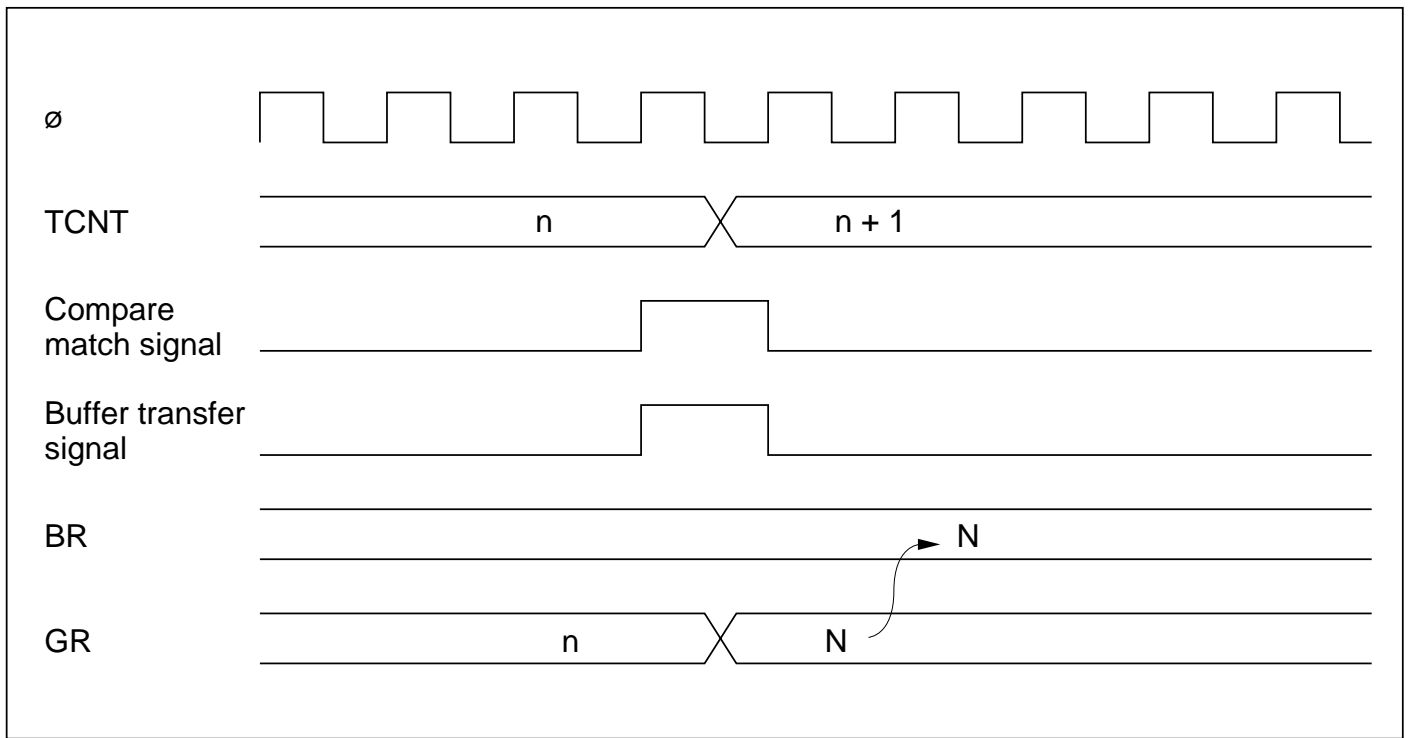 ø
TCNT
n
n + 1
Compare
match signal
Buffer transfer
signal
BR
N
GR
n
N